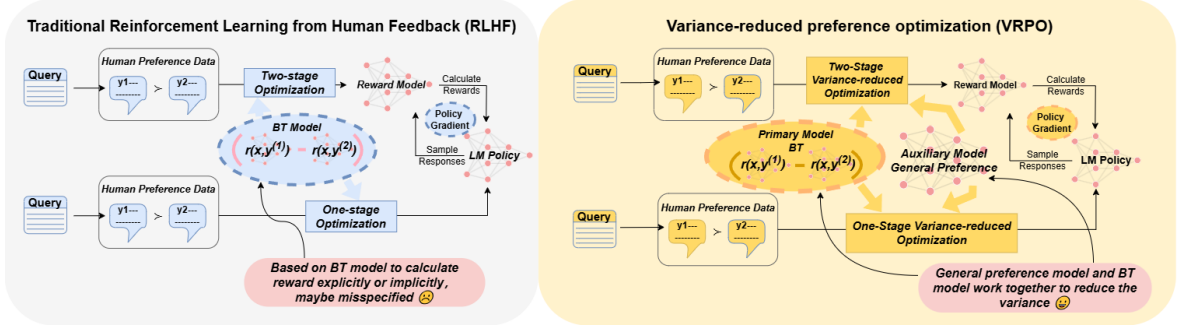 Traditional Reinforcement Learning from Human Feedback (RLHF)
Query
Human Preference Data
y1---
--------
≻
y2---
--------
Two-stage
Optimization
Reward Model
Calculate
Rewards
Policy
Gradient
Sample
Responses
LM Policy
BT Model
(r(x,y(1)) − r(x,y(2)))
Query
Human Preference Data
y1---
--------
≻
y2---
--------
One-stage
Optimization
Based on BT model to calculate
reward explicitly or implicitly,
maybe misspecified ☹
Variance-reduced preference optimization (VRPO)
Query
Human Preference Data
y1---
--------
≻
y2---
--------
Two-Stage
Variance-reduced
Optimization
Reward Model
Calculate
Rewards
Policy
Gradient
Sample
Responses
LM Policy
Primary Model
BT
(r(x,y(1)) − r(x,y(2)))
Auxiliary Model
General Preference
Query
Human Preference Data
y1---
--------
≻
y2---
--------
One-Stage Variance-reduced
Optimization
General preference model and BT
model work together to reduce the
variance 😀